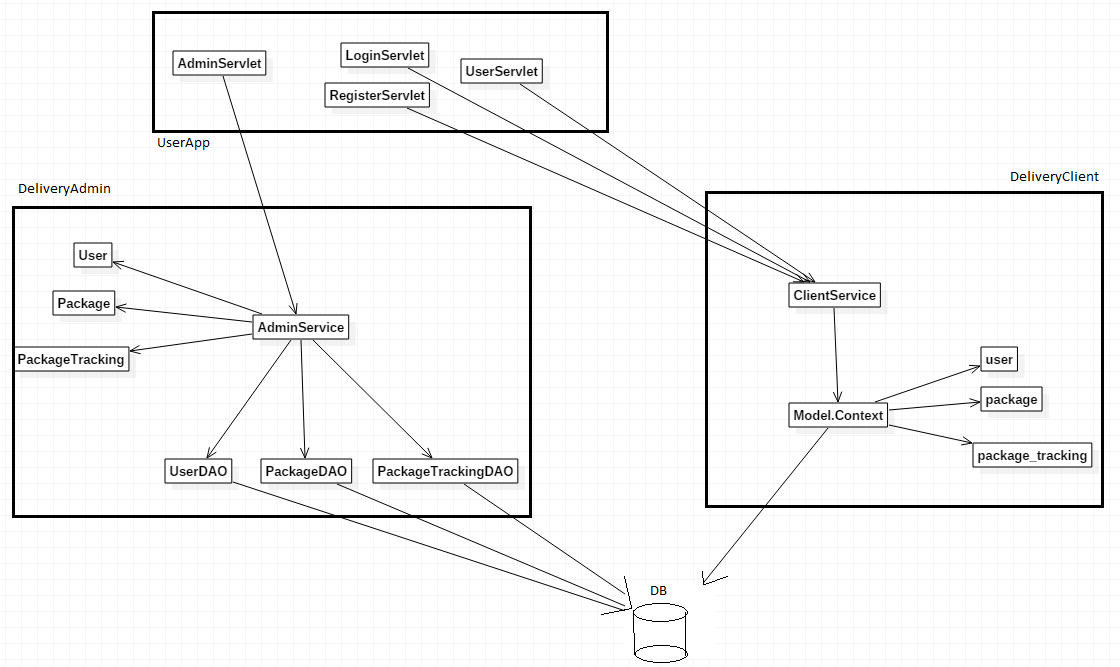 AdminServlet
LoginServlet
UserServlet
RegisterServlet
UserApp
DeliveryAdmin
User
Package
PackageTracking
AdminService
UserDAO
PackageDAO
PackageTrackingDAO
DeliveryClient
ClientService
Model.Context
user
package
package_tracking
DB